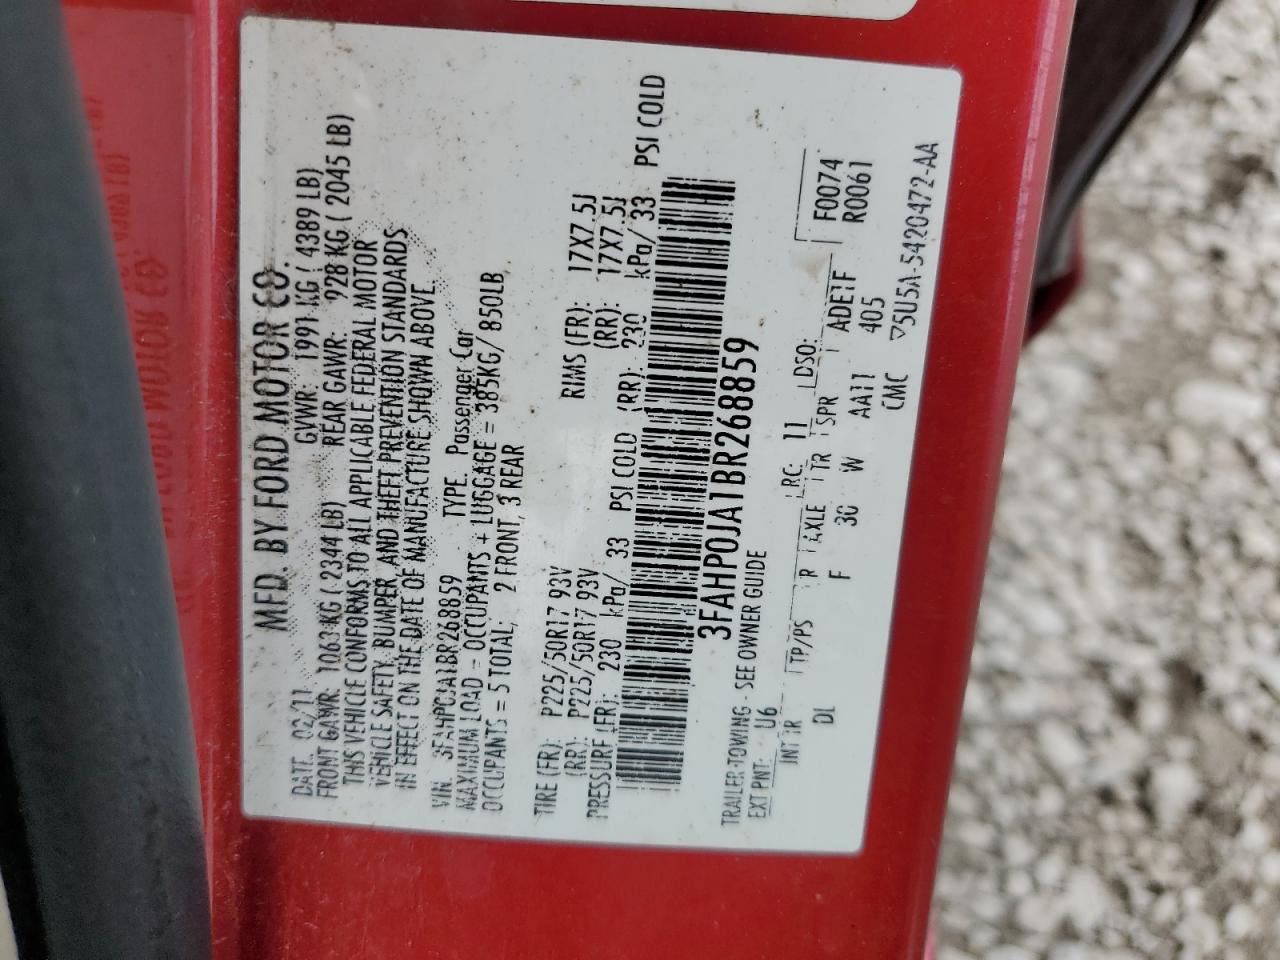 MFD. BY FORD MOTOR CO.
DATE. 02/11 GVWR: 1991 KG ( 4389 LB)
FRONT GAWR: 1063 KG ( 2344 LB) REAR GAWR: 928 KG ( 2045 LB)
THIS VEHICLE CONFORMS TO ALL APPLICABLE FEDERAL MOTOR
VEHICLE SAFETY, BUMPER, AND THEFT PREVENTION STANDARDS
IN EFFECT ON THE DATE OF MANUFACTURE SHOWN ABOVE.
VIN. 3FAHP0JA1BR268859 TYPE. Passenger Car
MAXIMUM LOAD = OCCUPANTS + LUGGAGE = 385KG/ 850LB
OCCUPANTS = 5 TOTAL, 2 FRONT, 3 REAR
TIRE (FR): P225/50R17 93V RIMS (FR): 17X7.5J
(RR): P225/50R17 93V (RR): 17X7.5J
PRESSURE (FR): 230 kPa/ 33 PSI COLD (RR): 230 kPa/ 33 PSI COLD
3FAHP0JA1BR268859
TRAILER TOWING - SEE OWNER GUIDE
EXT PNT: U6 RC: 11 DSO: F0074
INT TR TP/PS R AXLE TR SPR R0061
DL F 30 W AA11 ADETF
CMC 405
▽5U5A-5420472-AA